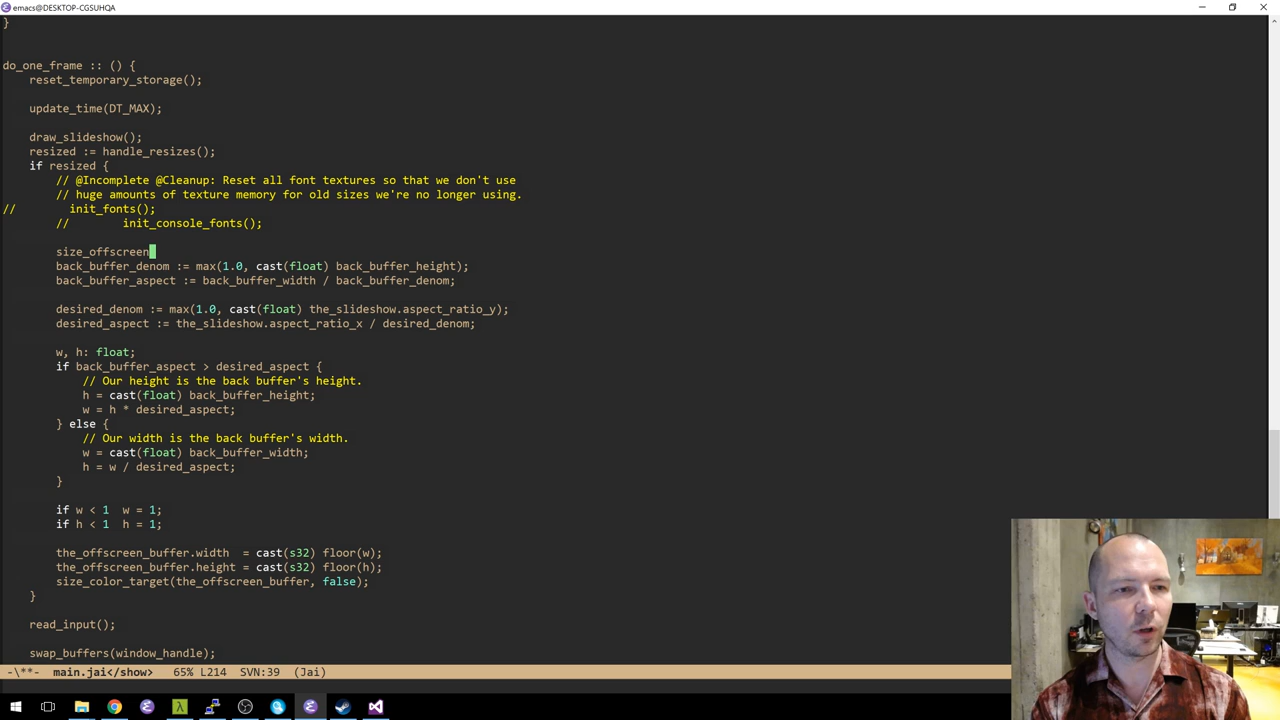 emacs@DESKTOP-CGSUHQA
}
do_one_frame :: () {
    reset_temporary_storage();
    update_time(DT_MAX);
    draw_slideshow();
    resized := handle_resizes();
    if resized {
        // @Incomplete @Cleanup: Reset all font textures so that we don't use
        // huge amounts of texture memory for old sizes we're no longer using.
//        init_fonts();
        //        init_console_fonts();
        size_offscreen
        back_buffer_denom := max(1.0, cast(float) back_buffer_height);
        back_buffer_aspect := back_buffer_width / back_buffer_denom;
        desired_denom := max(1.0, cast(float) the_slideshow.aspect_ratio_y);
        desired_aspect := the_slideshow.aspect_ratio_x / desired_denom;
        w, h: float;
        if back_buffer_aspect > desired_aspect {
            // Our height is the back buffer's height.
            h = cast(float) back_buffer_height;
            w = h * desired_aspect;
        } else {
            // Our width is the back buffer's width.
            w = cast(float) back_buffer_width;
            h = w / desired_aspect;
        }
        if w < 1  w = 1;
        if h < 1  h = 1;
        the_offscreen_buffer.width  = cast(s32) floor(w);
        the_offscreen_buffer.height = cast(s32) floor(h);
        size_color_target(the_offscreen_buffer, false);
    }
    read_input();
    swap_buffers(window_handle);
-\**-  main.jai</show>   65% L214  SVN:39  (Jai)